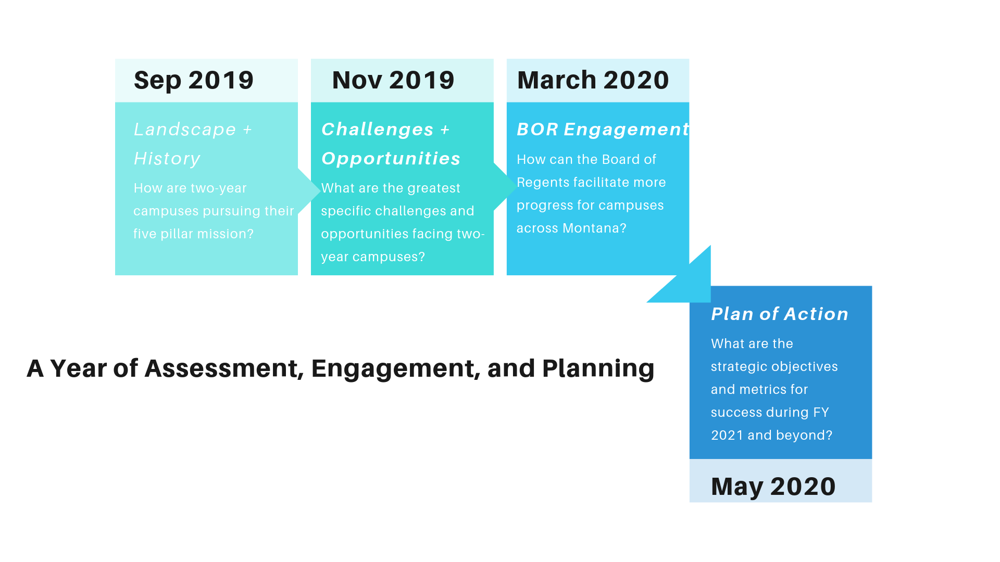 Sep 2019
Landscape +
History
How are two-year
campuses pursuing their
five pillar mission?
Nov 2019
Challenges +
Opportunities
What are the greatest
specific challenges and
opportunities facing two-
year campuses?
March 2020
BOR Engagement
How can the Board of
Regents facilitate more
progress for campuses
across Montana?
Plan of Action
What are the
strategic objectives
and metrics for
success during FY
2021 and beyond?
May 2020
A Year of Assessment, Engagement, and Planning